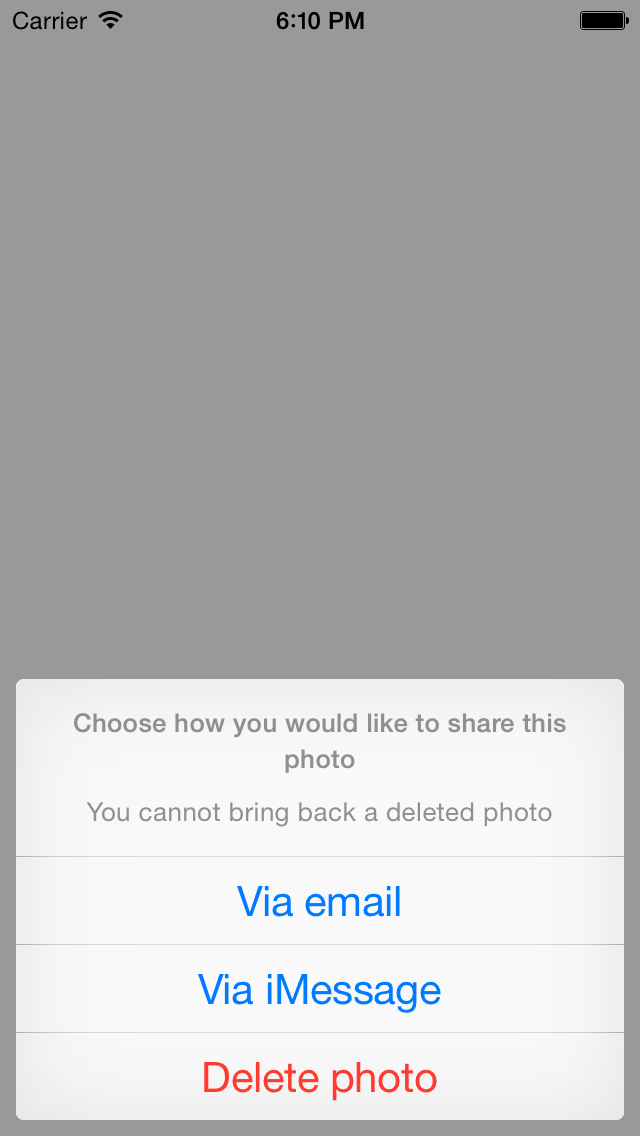 Carrier 6:10 PM
Choose how you would like to share this
photo
You cannot bring back a deleted photo
Via email
Via iMessage
Delete photo